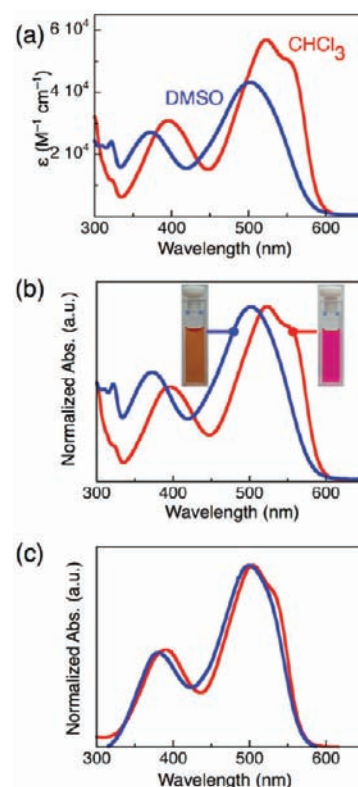 (a)
6 10⁴
4 10⁴
2 10⁴
ε (M⁻¹ cm⁻¹)
CHCl₃
DMSO
300 400 500 600
Wavelength (nm)
(b)
Normalized Abs. (a.u.)
300 400 500 600
Wavelength (nm)
(c)
Normalized Abs. (a.u.)
300 400 500 600
Wavelength (nm)